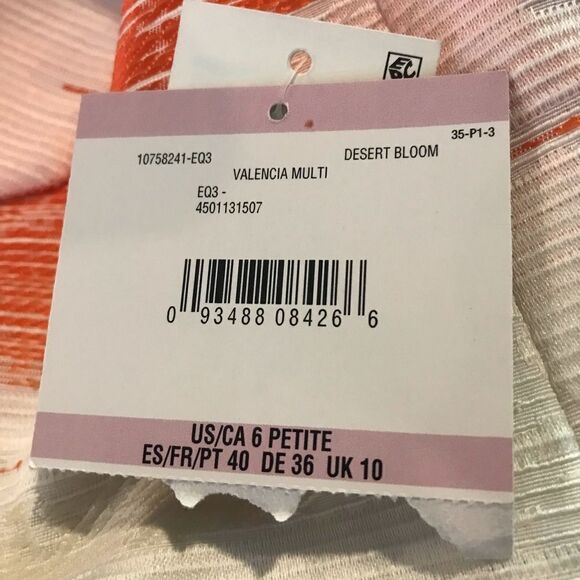 35-P1-3
10758241-EQ3 DESERT BLOOM
VALENCIA MULTI
EQ3 -
4501131507
0 93488 08426 6
US/CA 6 PETITE
ES/FR/PT 40 DE 36 UK 10